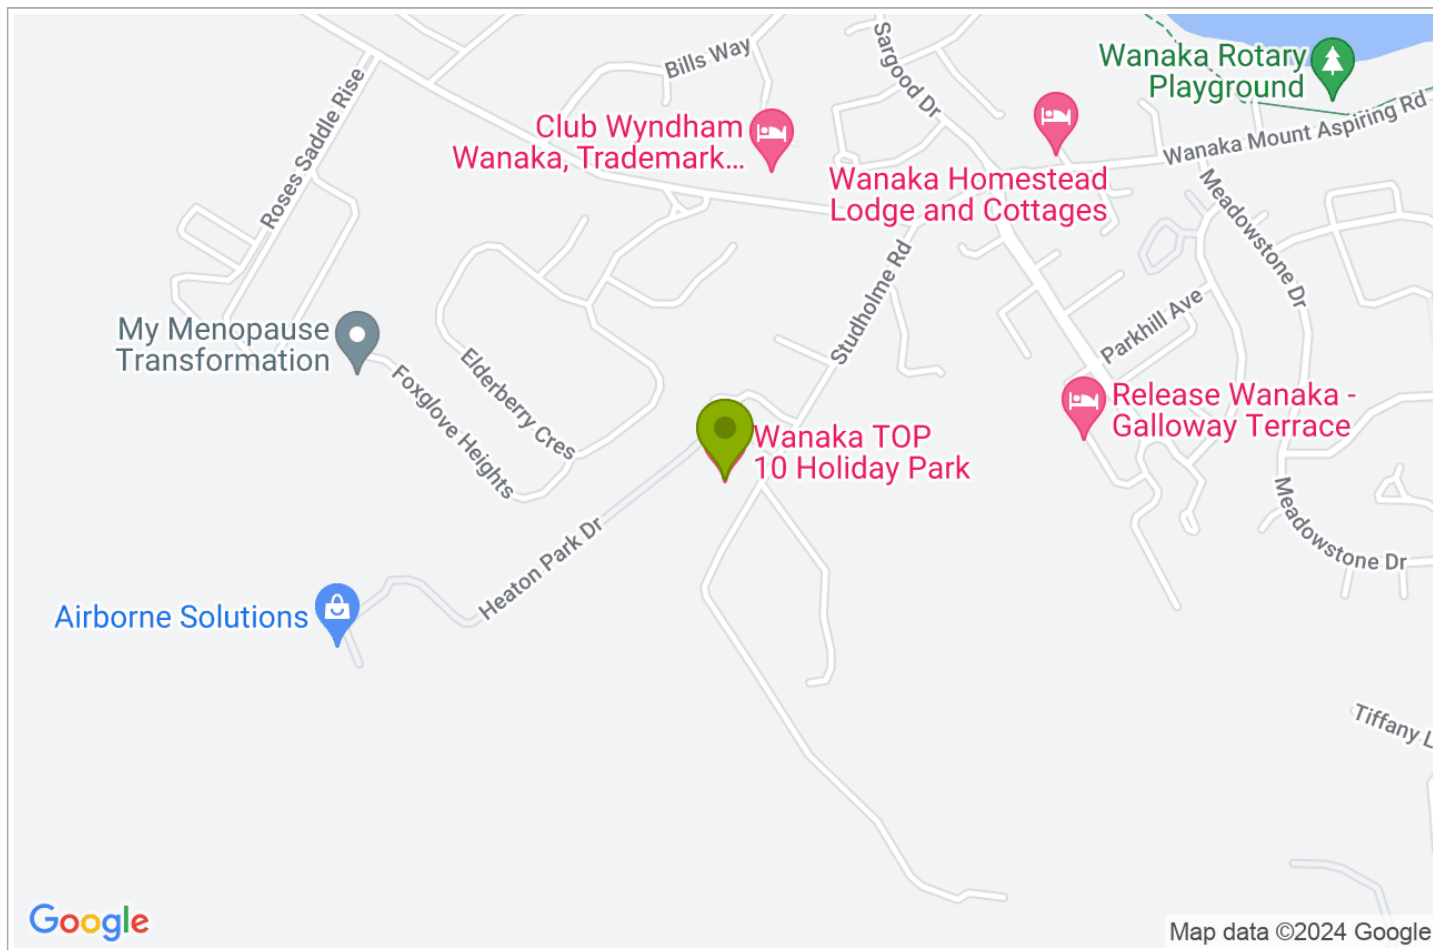 Bills Way
Sargood Dr
Wanaka Rotary
Playground
Roses Saddle Rise
Club Wyndham
Wanaka, Trademark...
Wanaka Mount Aspiring Rd
Wanaka Homestead
Lodge and Cottages
Meadowstone Dr
Studholme Rd
Parkhill Ave
My Menopause
Transformation
Elderberry Cres
Foxglove Heights
Release Wanaka -
Galloway Terrace
Wanaka TOP
10 Holiday Park
Meadowstone Dr
Heaton Park Dr
Airborne Solutions
Tiffany L
Google
Map data ©2024 Google